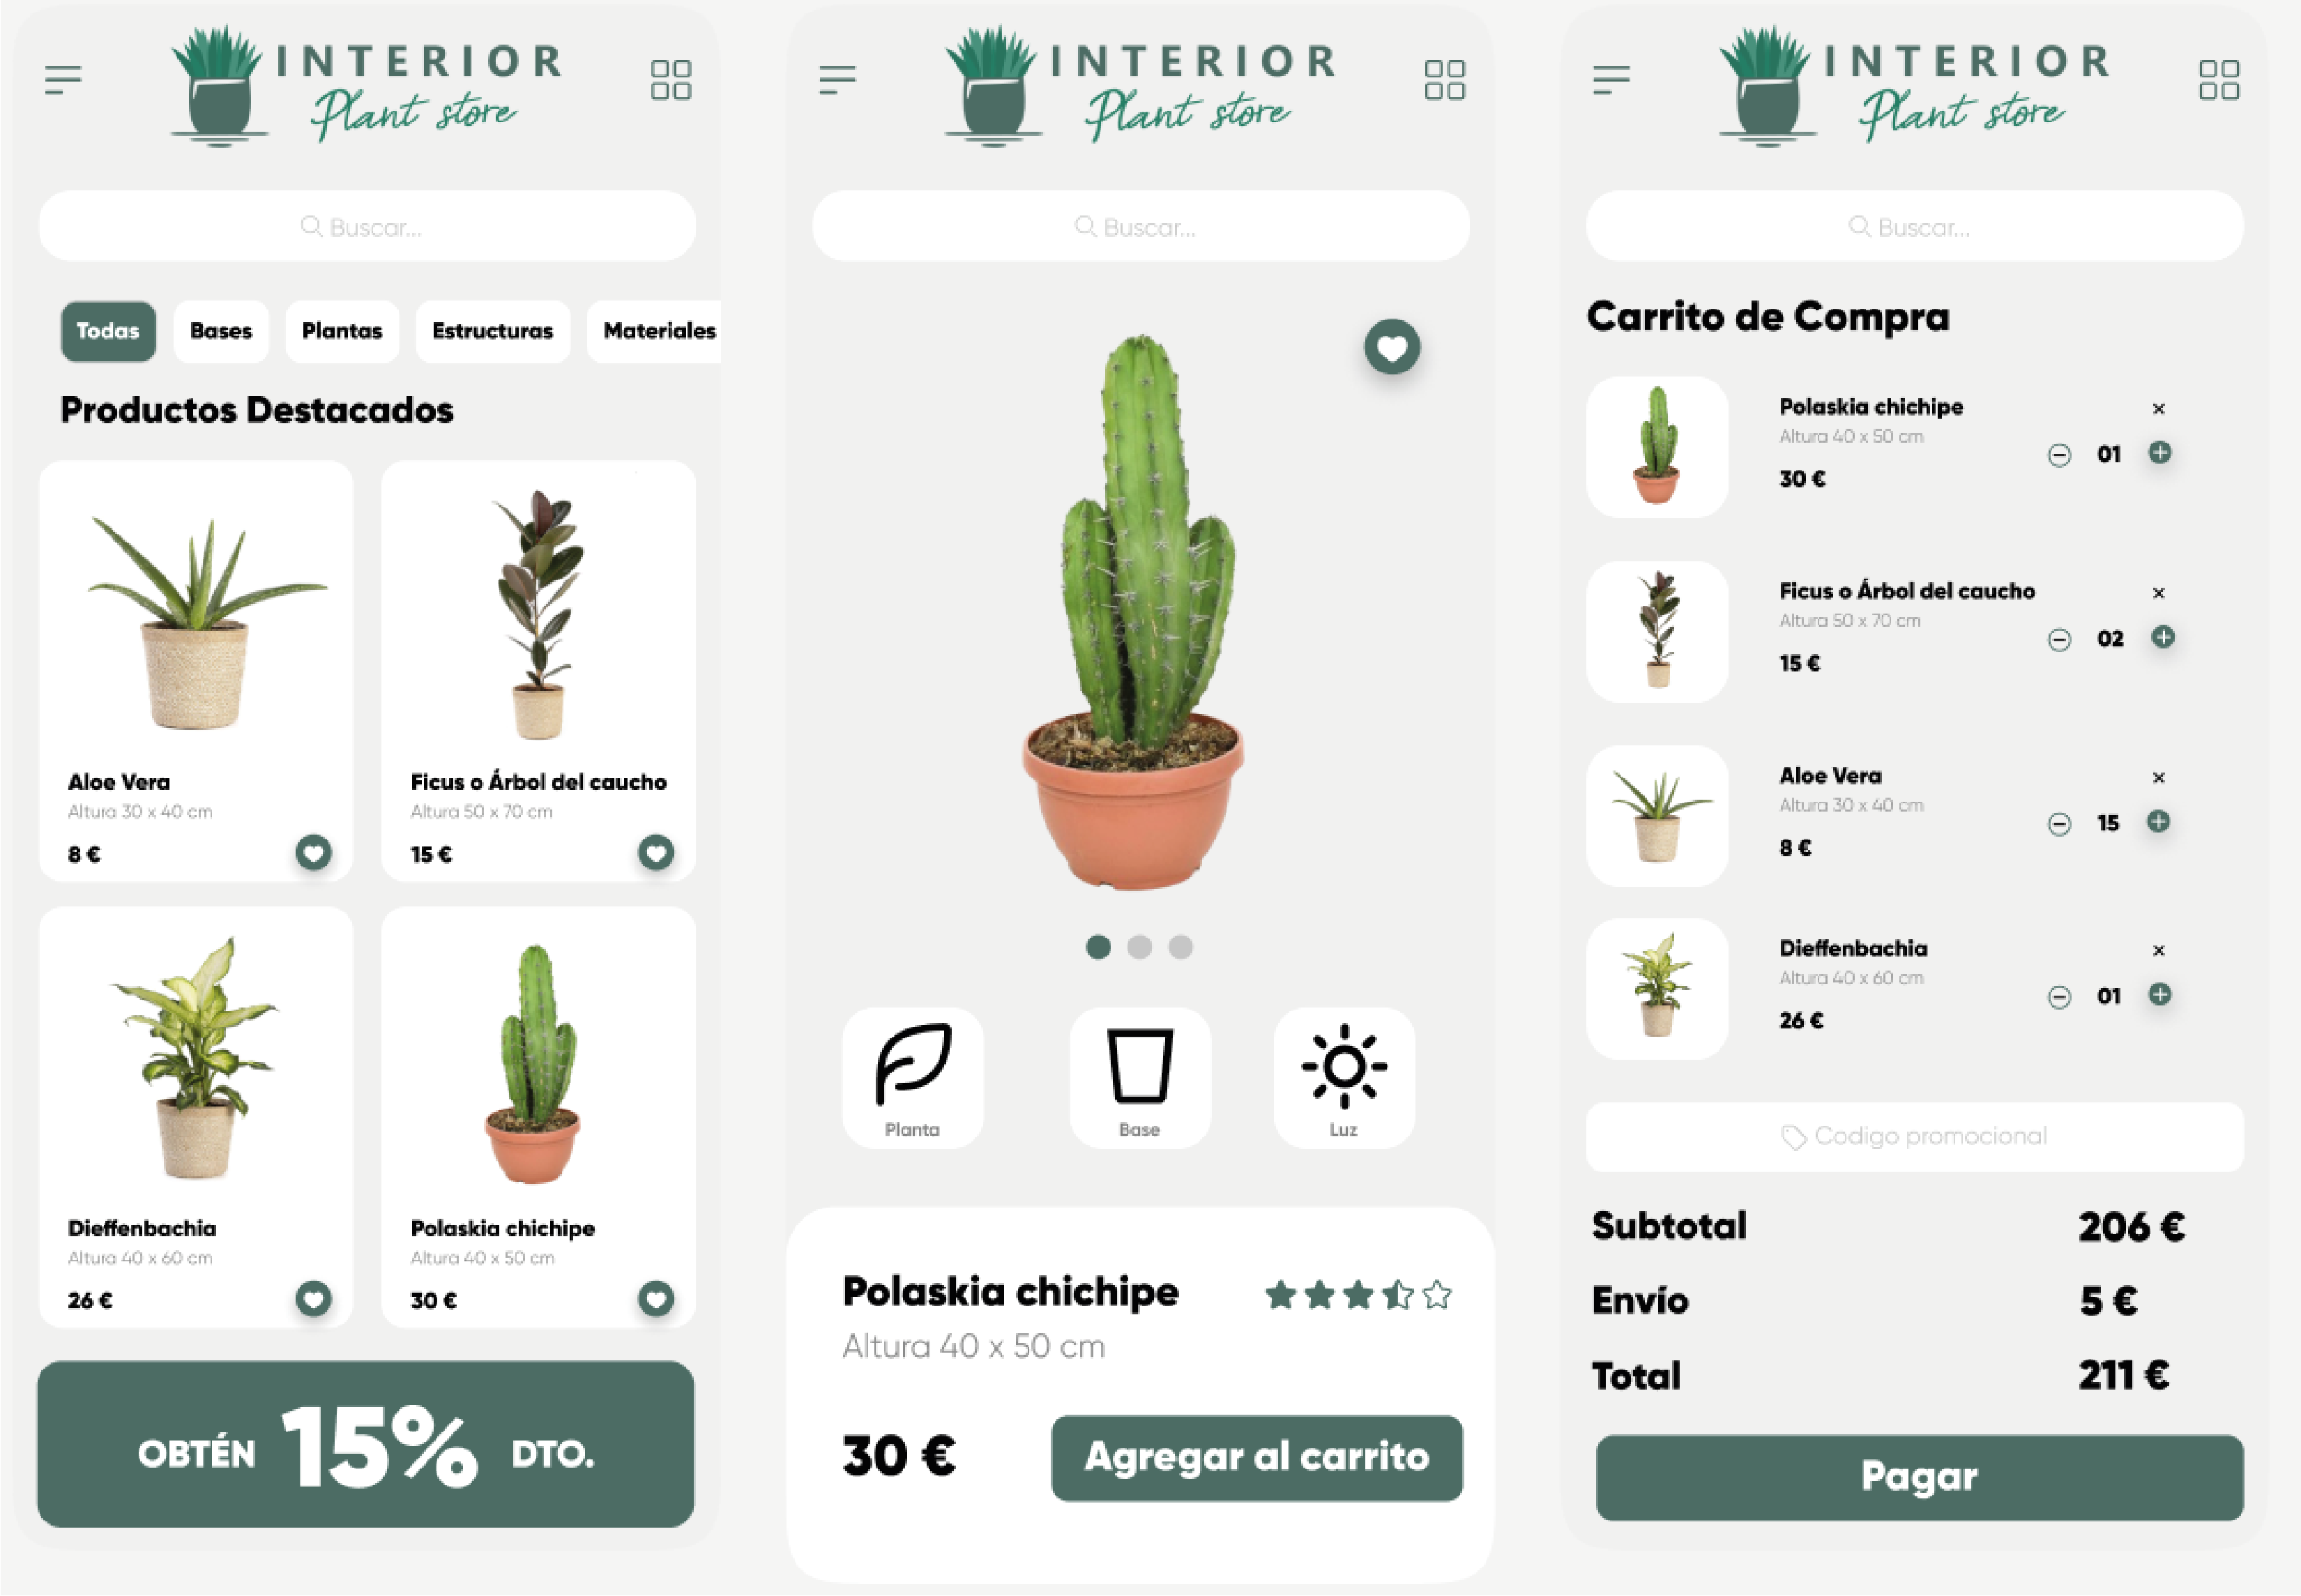 INTERIOR
Plant store
Buscar...
Todas Bases Plantas Estructuras Materiales
Productos Destacados
Aloe Vera
Altura 30 x 40 cm
8 €
Ficus o Árbol del caucho
Altura 50 x 70 cm
15 €
Dieffenbachia
Altura 40 x 60 cm
26 €
Polaskia chichipe
Altura 40 x 50 cm
30 €
OBTÉN 15% DTO.
INTERIOR
Plant store
Buscar...
Planta Base Luz
Polaskia chichipe
Altura 40 x 50 cm
30 € Agregar al carrito
INTERIOR
Plant store
Buscar...
Carrito de Compra
Polaskia chichipe
Altura 40 x 50 cm
01
30 €
Ficus o Árbol del caucho
Altura 50 x 70 cm
02
15 €
Aloe Vera
Altura 30 x 40 cm
15
8 €
Dieffenbachia
Altura 40 x 60 cm
01
26 €
Codigo promocional
Subtotal 206 €
Envío 5 €
Total 211 €
Pagar